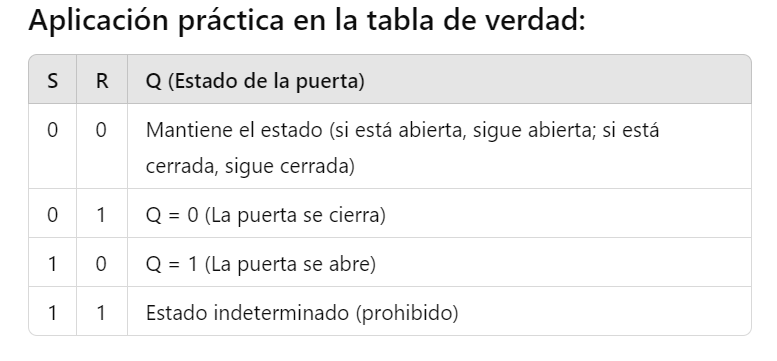 Aplicación práctica en la tabla de verdad:
S R Q (Estado de la puerta)
0 0 Mantiene el estado (si está abierta, sigue abierta; si está
cerrada, sigue cerrada)
0 1 Q = 0 (La puerta se cierra)
1 0 Q = 1 (La puerta se abre)
1 1 Estado indeterminado (prohibido)